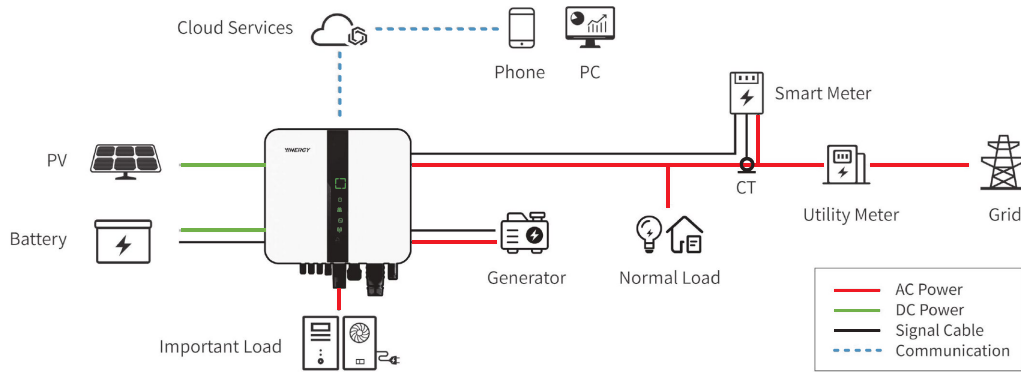 Cloud Services
Phone
PC
Smart Meter
PV
CT
Battery
Utility Meter
Grid
Generator
Normal Load
Important Load
AC Power
DC Power
Signal Cable
Communication